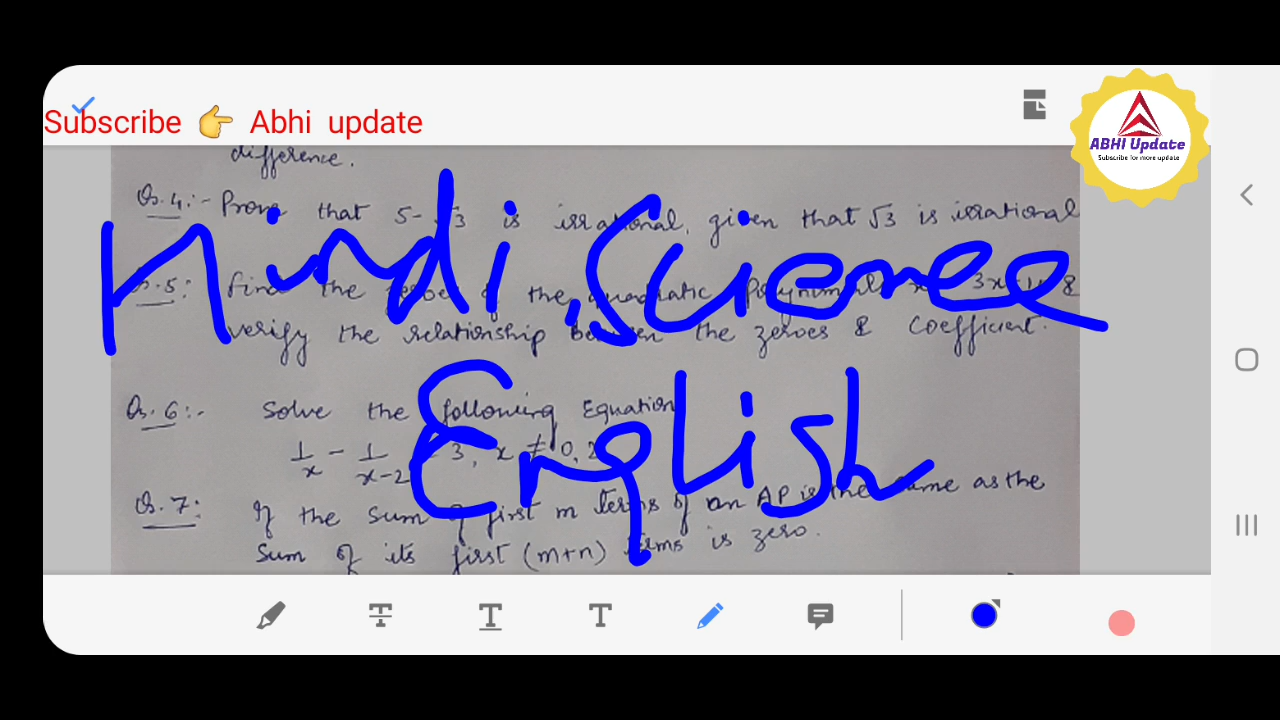 Subscribe 👉 Abhi update
ABHI Update
Subscribe for more update
difference.
Q.4:- Prove that 5-√3 is irrational, given that √3 is irrational
Hindi, Science
Q.5: find the zeroes of the quadratic Polynomial
verify the relationship between the zeroes & Coefficient.
English
Q.6:- Solve the following Equation
1/x - 1/x-2 = 3, x ≠ 0, 2
Q.7: If the sum of first m terms of an AP is the same as the
Sum of its first (m+n) terms is zero.